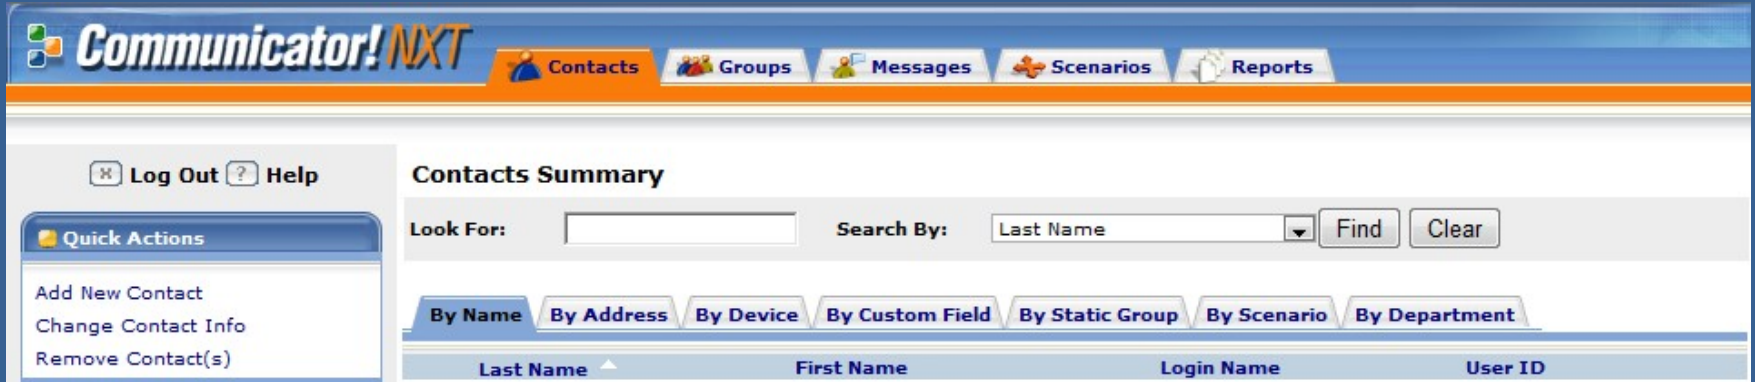 Communicator! NXT
Contacts Groups Messages Scenarios Reports
Log Out ? Help
Contacts Summary
Look For: Search By: Last Name Find Clear
Quick Actions
Add New Contact
Change Contact Info
Remove Contact(s)
By Name By Address By Device By Custom Field By Static Group By Scenario By Department
Last Name First Name Login Name User ID